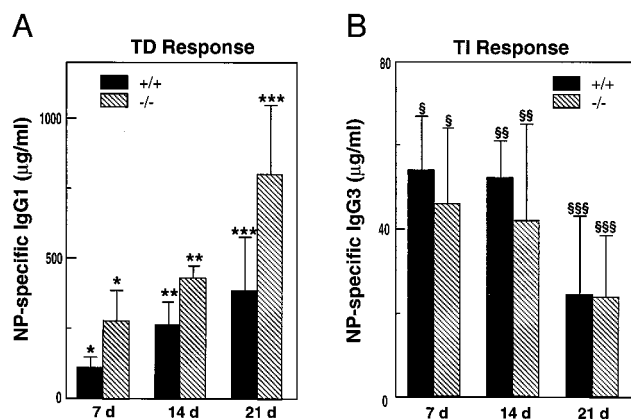 A
TD Response
NP-specific IgG1 (μg/ml)
1000
500
0
+/+
-/-
*
*
**
**
***
***
7 d
14 d
21 d
B
TI Response
NP-specific IgG3 (μg/ml)
80
40
0
+/+
-/-
§
§
§§
§§
§§§
§§§
7 d
14 d
21 d